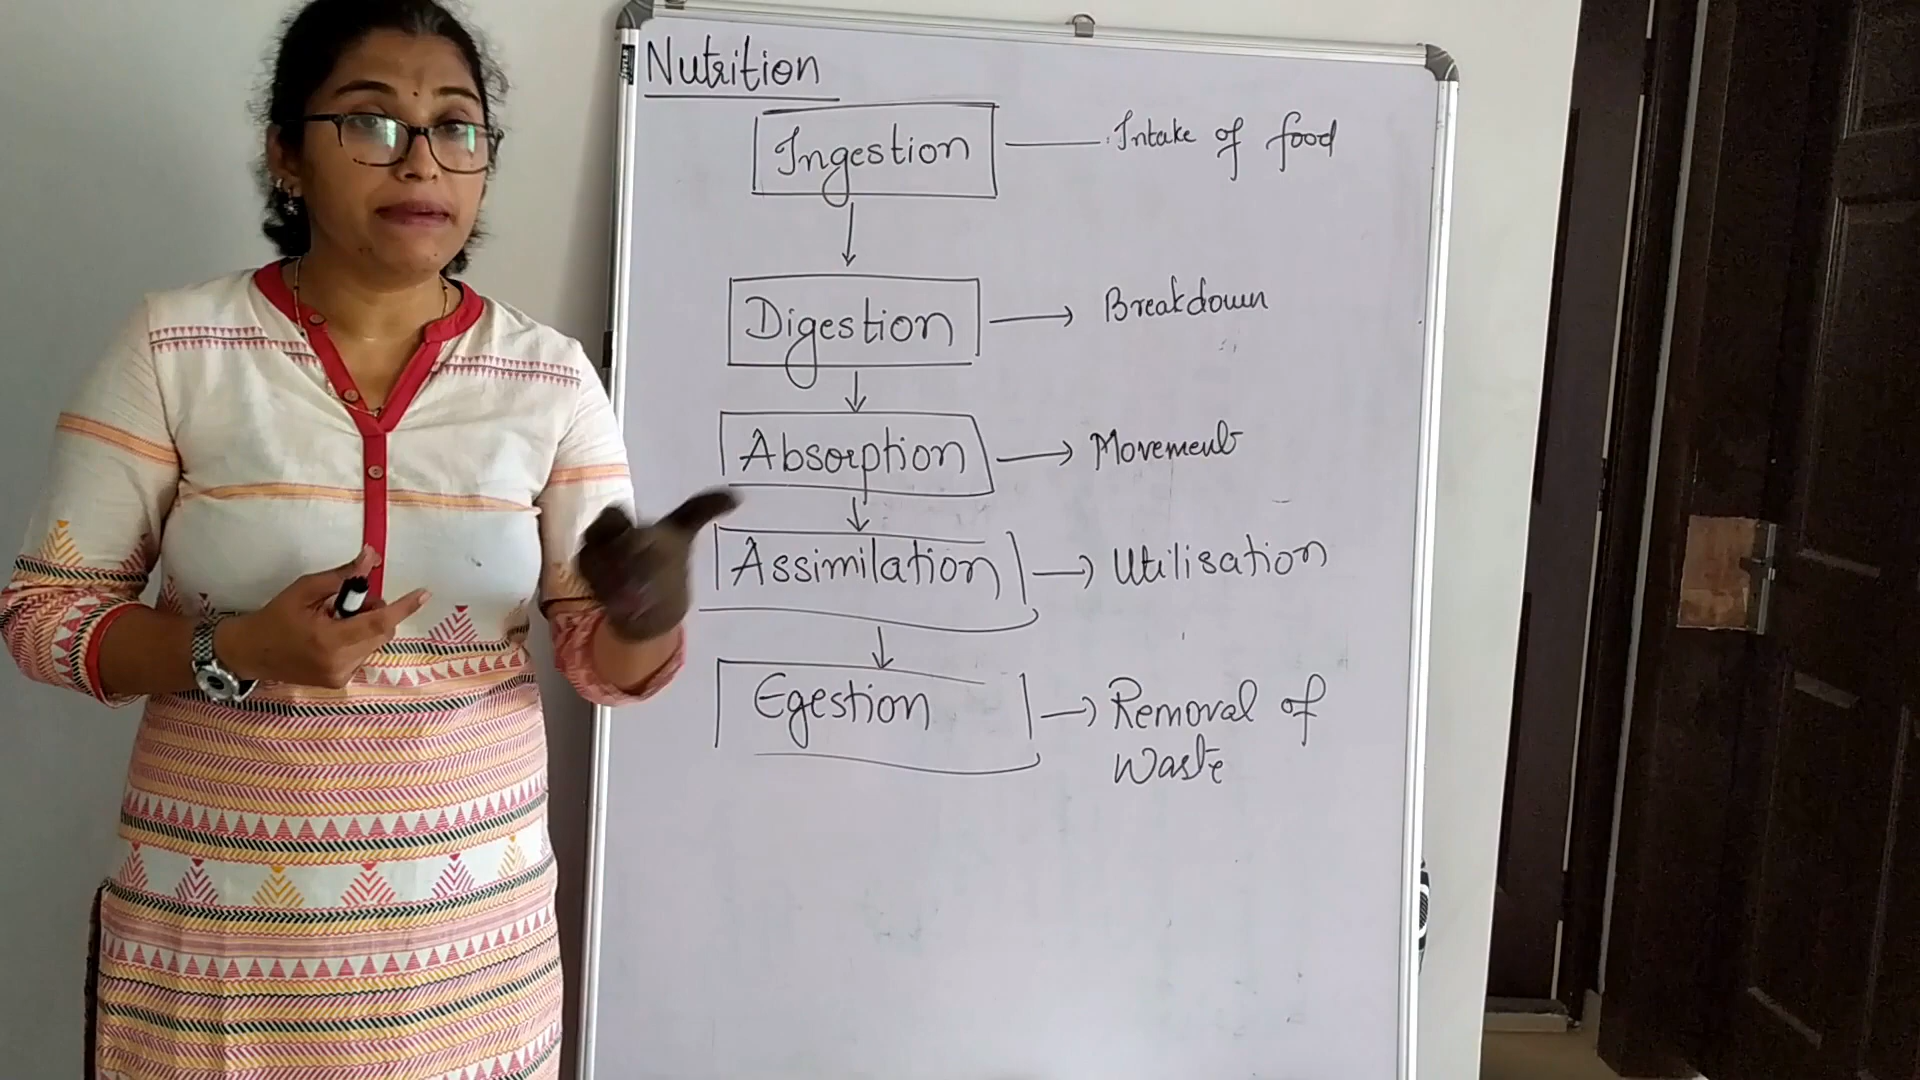 Nutrition
Ingestion — Intake of food
Digestion → Breakdown
Absorption → Movement
Assimilation → Utilisation
Egestion → Removal of
Waste